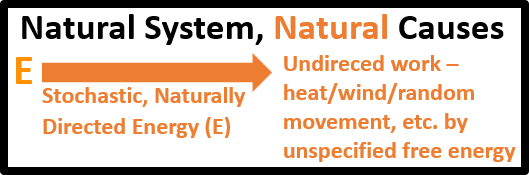 Natural System, Natural Causes
E
Stochastic, Naturally
Directed Energy (E)
Undireced work –
heat/wind/random
movement, etc. by
unspecified free energy